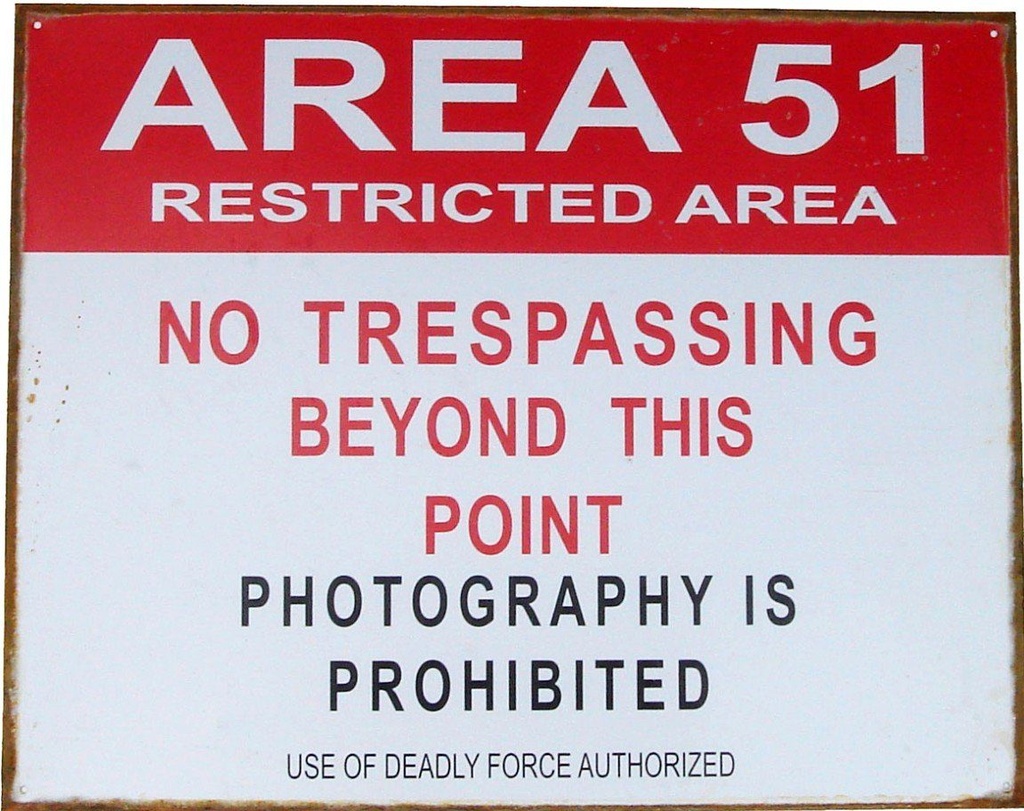 AREA 51
RESTRICTED AREA
NO TRESPASSING
BEYOND THIS
POINT
PHOTOGRAPHY IS
PROHIBITED
USE OF DEADLY FORCE AUTHORIZED